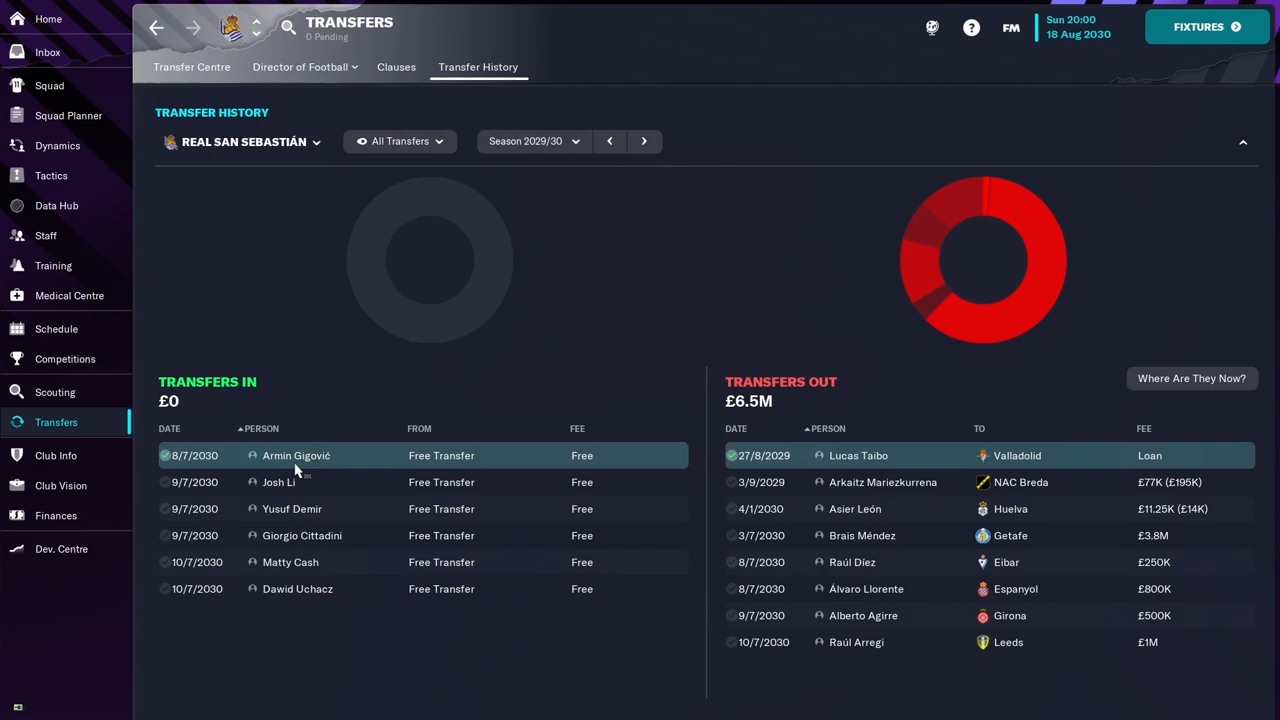 Home
Inbox
Squad
Squad Planner
Dynamics
Tactics
Data Hub
Staff
Training
Medical Centre
Schedule
Competitions
Scouting
Transfers
Club Info
Club Vision
Finances
Dev. Centre
TRANSFERS
0 Pending
FM
Sun 20:00
18 Aug 2030
FIXTURES
Transfer Centre Director of Football Clauses Transfer History
TRANSFER HISTORY
REAL SAN SEBASTIÁN All Transfers Season 2029/30
TRANSFERS IN
£0
DATE PERSON FROM FEE
8/7/2030 Armin Gigović Free Transfer Free
9/7/2030 Josh Li Free Transfer Free
9/7/2030 Yusuf Demir Free Transfer Free
9/7/2030 Giorgio Cittadini Free Transfer Free
10/7/2030 Matty Cash Free Transfer Free
10/7/2030 Dawid Uchacz Free Transfer Free
TRANSFERS OUT
£6.5M
Where Are They Now?
DATE PERSON TO FEE
27/8/2029 Lucas Taibo Valladolid Loan
3/9/2029 Arkaitz Mariezkurrena NAC Breda £77K (£195K)
4/1/2030 Asier León Huelva £11.25K (£14K)
3/7/2030 Brais Méndez Getafe £3.8M
8/7/2030 Raúl Díez Eibar £250K
8/7/2030 Álvaro Llorente Espanyol £800K
9/7/2030 Alberto Agirre Girona £500K
10/7/2030 Raúl Arregi Leeds £1M